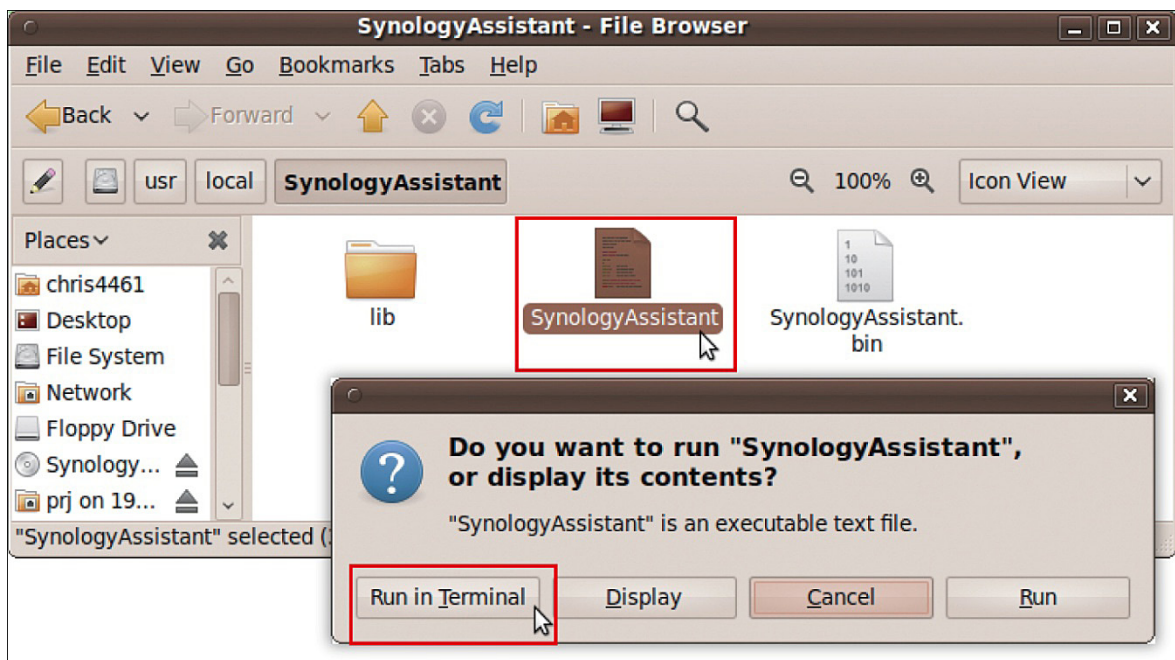 SynologyAssistant - File Browser
File Edit View Go Bookmarks Tabs Help
Back Forward
usr local SynologyAssistant 100% Icon View
Places
chris4461
Desktop
File System
Network
Floppy Drive
Synology...
prj on 19...
lib
SynologyAssistant
1
10
101
1010
SynologyAssistant.
bin
"SynologyAssistant" selected (
Do you want to run "SynologyAssistant",
or display its contents?
"SynologyAssistant" is an executable text file.
Run in Terminal Display Cancel Run